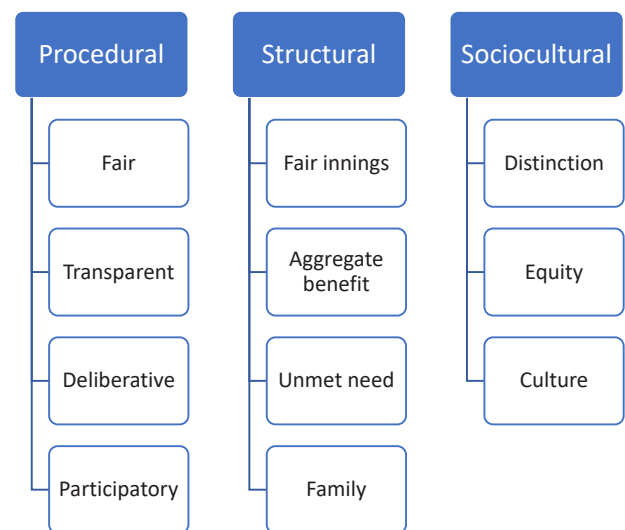 Procedural
Fair
Transparent
Deliberative
Participatory
Structural
Fair innings
Aggregate
benefit
Unmet need
Family
Sociocultural
Distinction
Equity
Culture